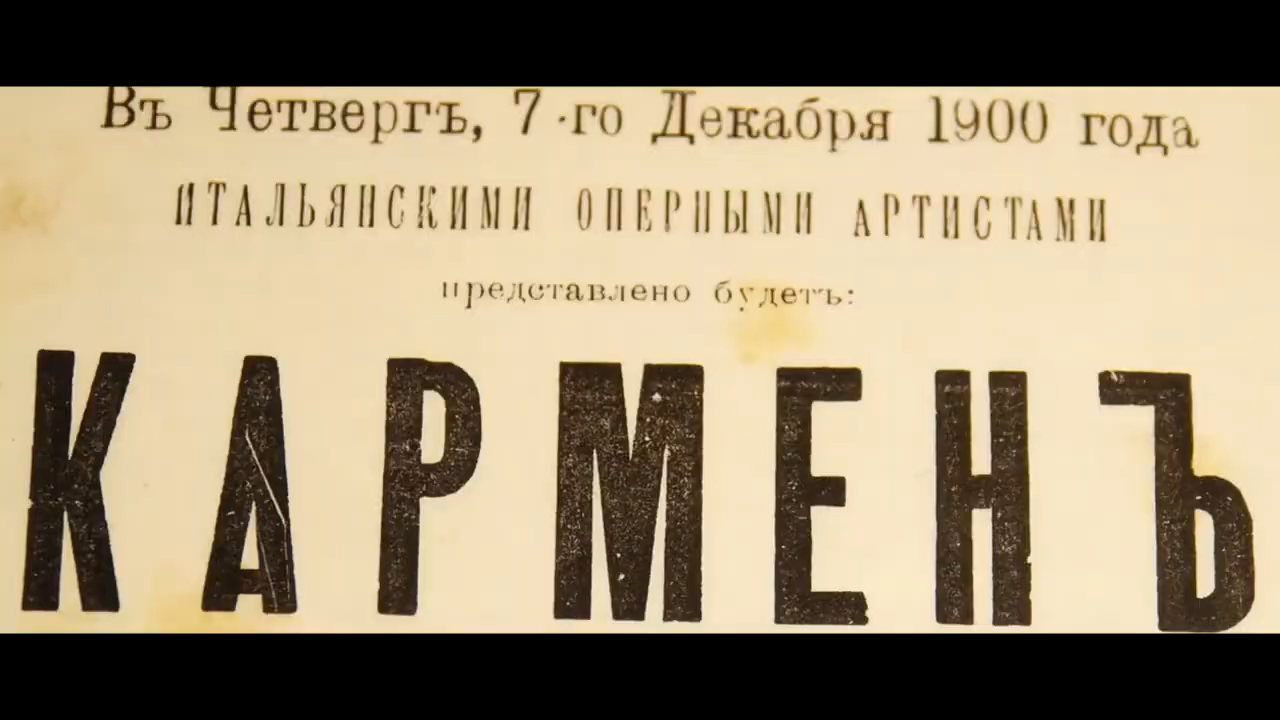 Въ Четвергъ, 7-го Декабря 1900 года
ИТАЛЬЯНСКИМИ ОПЕРНЫМИ АРТИСТАМИ
представлено будетъ:
КАРМЕНЪ